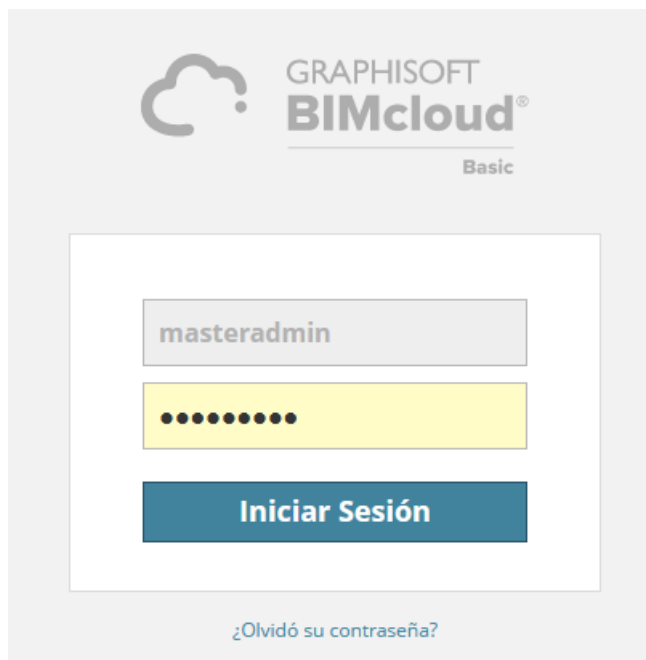 GRAPHISOFT
BIMcloud®
Basic
masteradmin
•••••••••
Iniciar Sesión
¿Olvidó su contraseña?